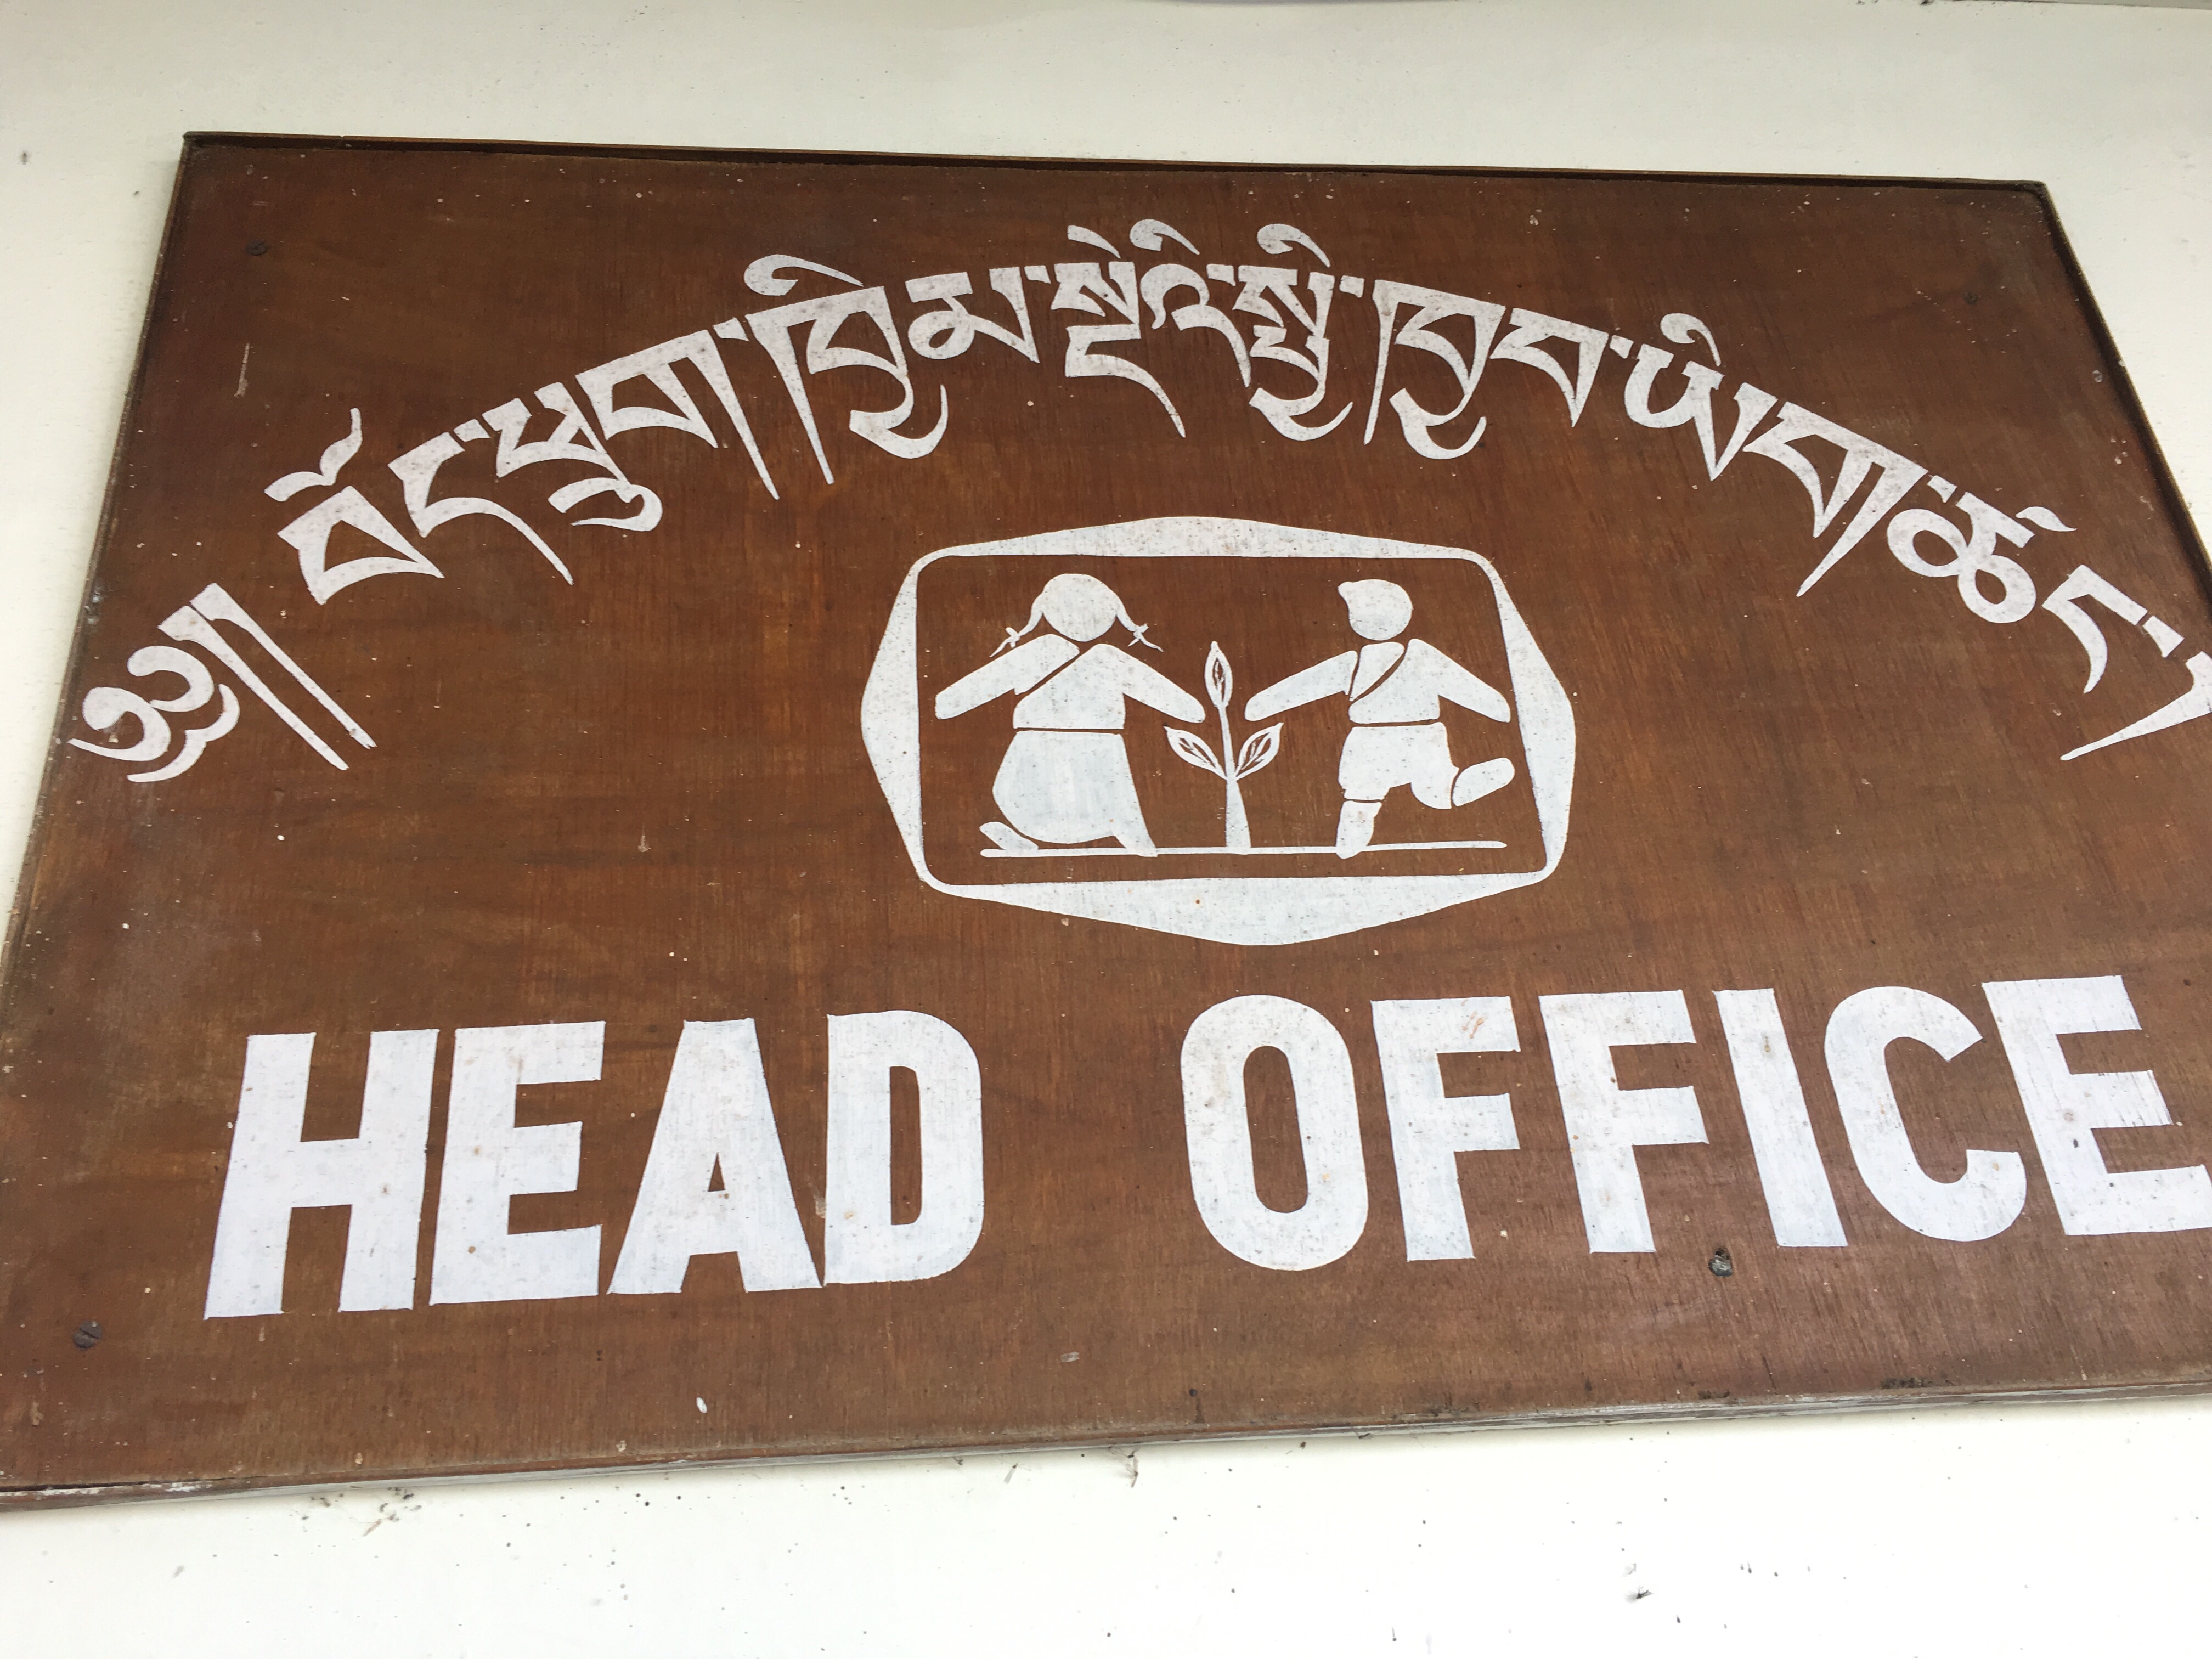 ༄༅། །བོད་ཕྲུག་ཁྱིམ་སྡེའི་སྤྱི་ཁྱབ་ཡིག་ཚང་།
HEAD OFFICE